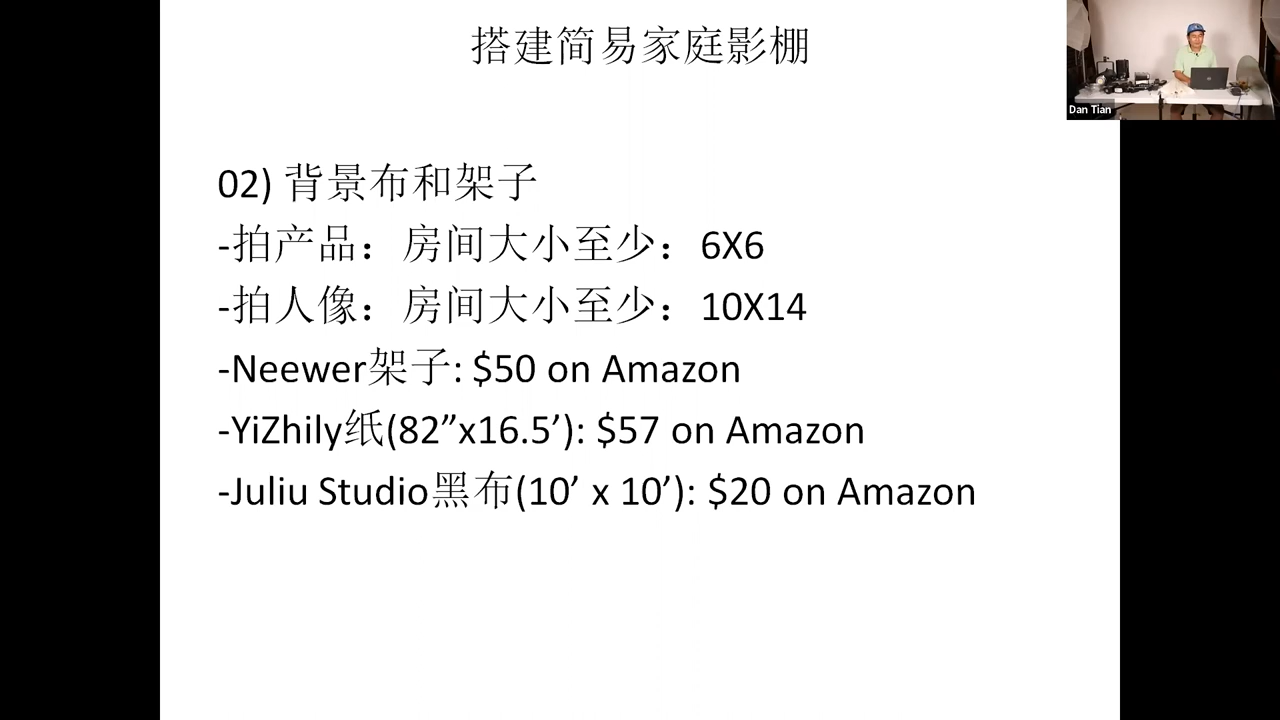 搭建简易家庭影棚
Dan Tian
02) 背景布和架子
-拍产品：房间大小至少：6X6
-拍人像：房间大小至少：10X14
-Neewer架子: $50 on Amazon
-YiZhily纸(82”x16.5’): $57 on Amazon
-Juliu Studio黑布(10’ x 10’): $20 on Amazon